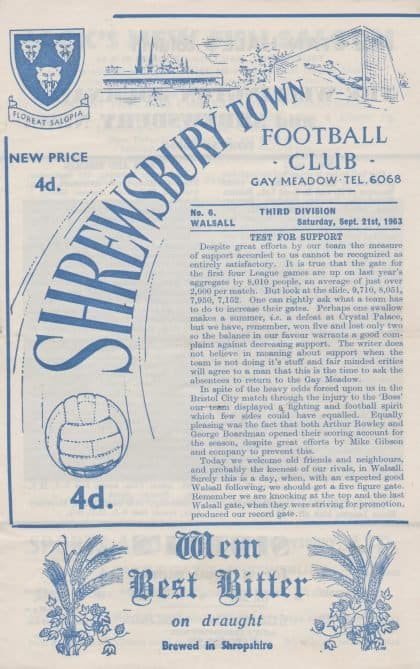 FLOREAT SALOPIA
SHREWSBURY TOWN
FOOTBALL
· CLUB ·
GAY MEADOW · TEL. 6068
NEW PRICE
4d.
No. 6. THIRD DIVISION
WALSALL Saturday, Sept. 21st, 1963
TEST FOR SUPPORT
Despite great efforts by our team the measure
of support accorded to us cannot be recognized as
entirely satisfactory. It is true that the gate for
the first four League games are up on last year's
aggregate by 8,010 people, an average of just over
2,000 per match. But look at the slide, 9,710, 8,051,
7,959, 7,152. One can rightly ask what a team has
to do to increase their gates. Perhaps one swallow
makes a summer, i.e. a defeat at Crystal Palace,
but we have, remember, won five and lost only two
so the balance in our favour warrants a good com-
plaint against decreasing support. The writer does
not believe in moaning about support when the
team is not doing it's stuff and fair minded critics
will agree to a man that this is the time to ask the
absentees to return to the Gay Meadow.
In spite of the heavy odds forced upon us in the
Bristol City match through the injury to the 'Boss'
our team displayed a fighting and football spirit
which few sides could have equalled. Equally
pleasing was the fact that both Arthur Rowley and
George Boardman opened their scoring account for
the season, despite great efforts by Mike Gibson
and company to prevent this.
Today we welcome old friends and neighbours,
and probably the keenest of our rivals, in Walsall.
Surely this is a day, when, with an expected good
Walsall following, we should get a five figure gate.
Remember we are knocking at the top and the last
Walsall gate, when they were striving for promotion,
produced our record gate.
4d.
Wem
Best Bitter
on draught
Brewed in Shropshire